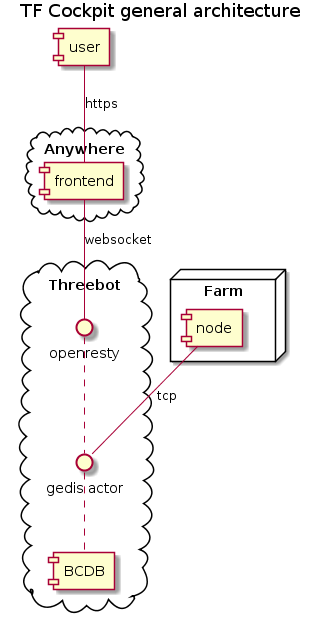 TF Cockpit general architecture
user
https
Anywhere
frontend
websocket
Threebot
Farm
node
openresty
tcp
gedis actor
BCDB